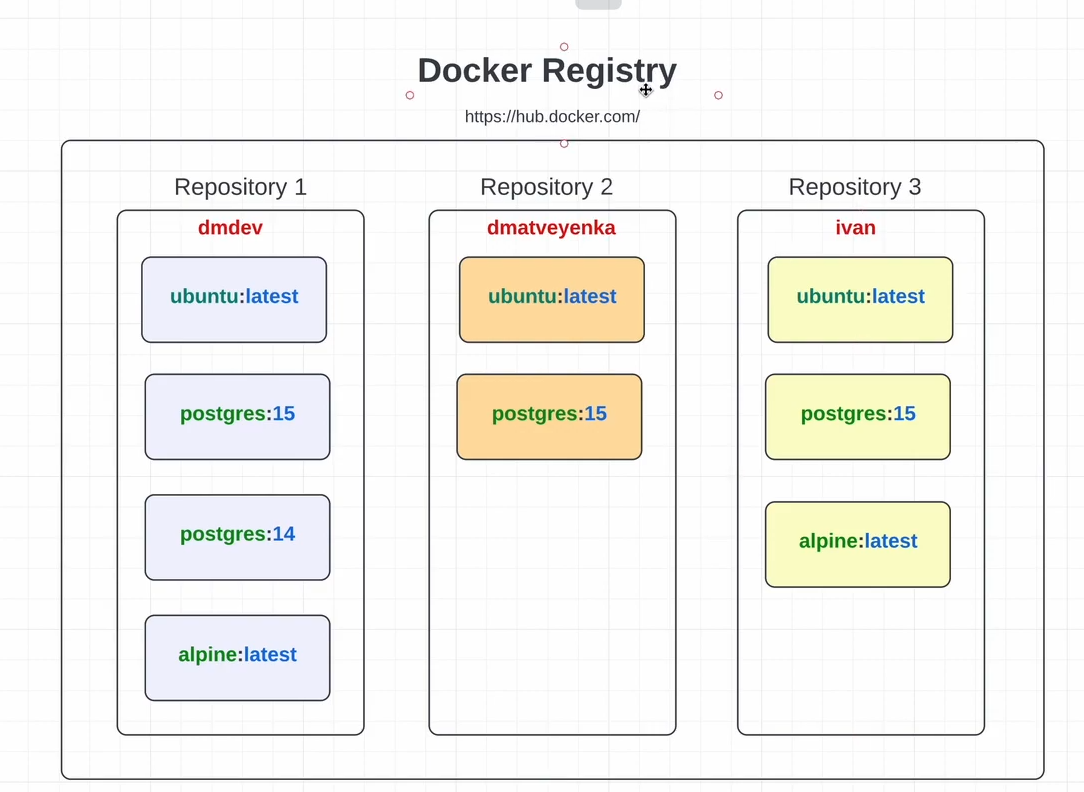 Docker Registry
https://hub.docker.com/
Repository 1
dmdev
ubuntu:latest
postgres:15
postgres:14
alpine:latest
Repository 2
dmatveyenka
ubuntu:latest
postgres:15
Repository 3
ivan
ubuntu:latest
postgres:15
alpine:latest